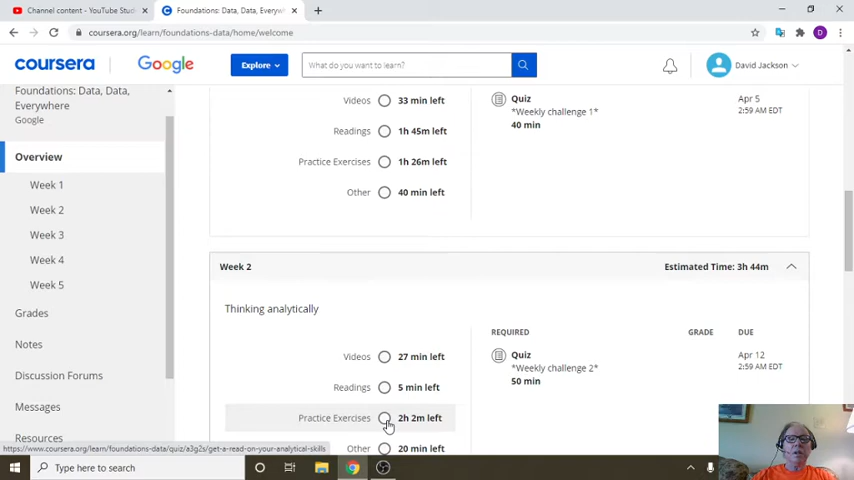 Channel content - YouTube Stud
Foundations: Data, Data, Everywhe
coursera.org/learn/foundations-data/home/welcome
D
coursera
Google
Explore
What do you want to learn?
David Jackson
Foundations: Data, Data,
Everywhere
Google
Overview
Week 1
Week 2
Week 3
Week 4
Week 5
Grades
Notes
Discussion Forums
Messages
Resources
Videos 33 min left
Readings 1h 45m left
Practice Exercises 1h 26m left
Other 40 min left
Quiz Apr 5
*Weekly challenge 1* 2:59 AM EDT
40 min
Week 2 Estimated Time: 3h 44m
Thinking analytically
REQUIRED GRADE DUE
Videos 27 min left
Readings 5 min left
Practice Exercises 2h 2m left
Other 20 min left
Quiz Apr 12
*Weekly challenge 2* 2:59 AM EDT
50 min
https://www.coursera.org/learn/foundations-data/quiz/a3g2s/get-a-read-on-your-analytical-skills
Type here to search